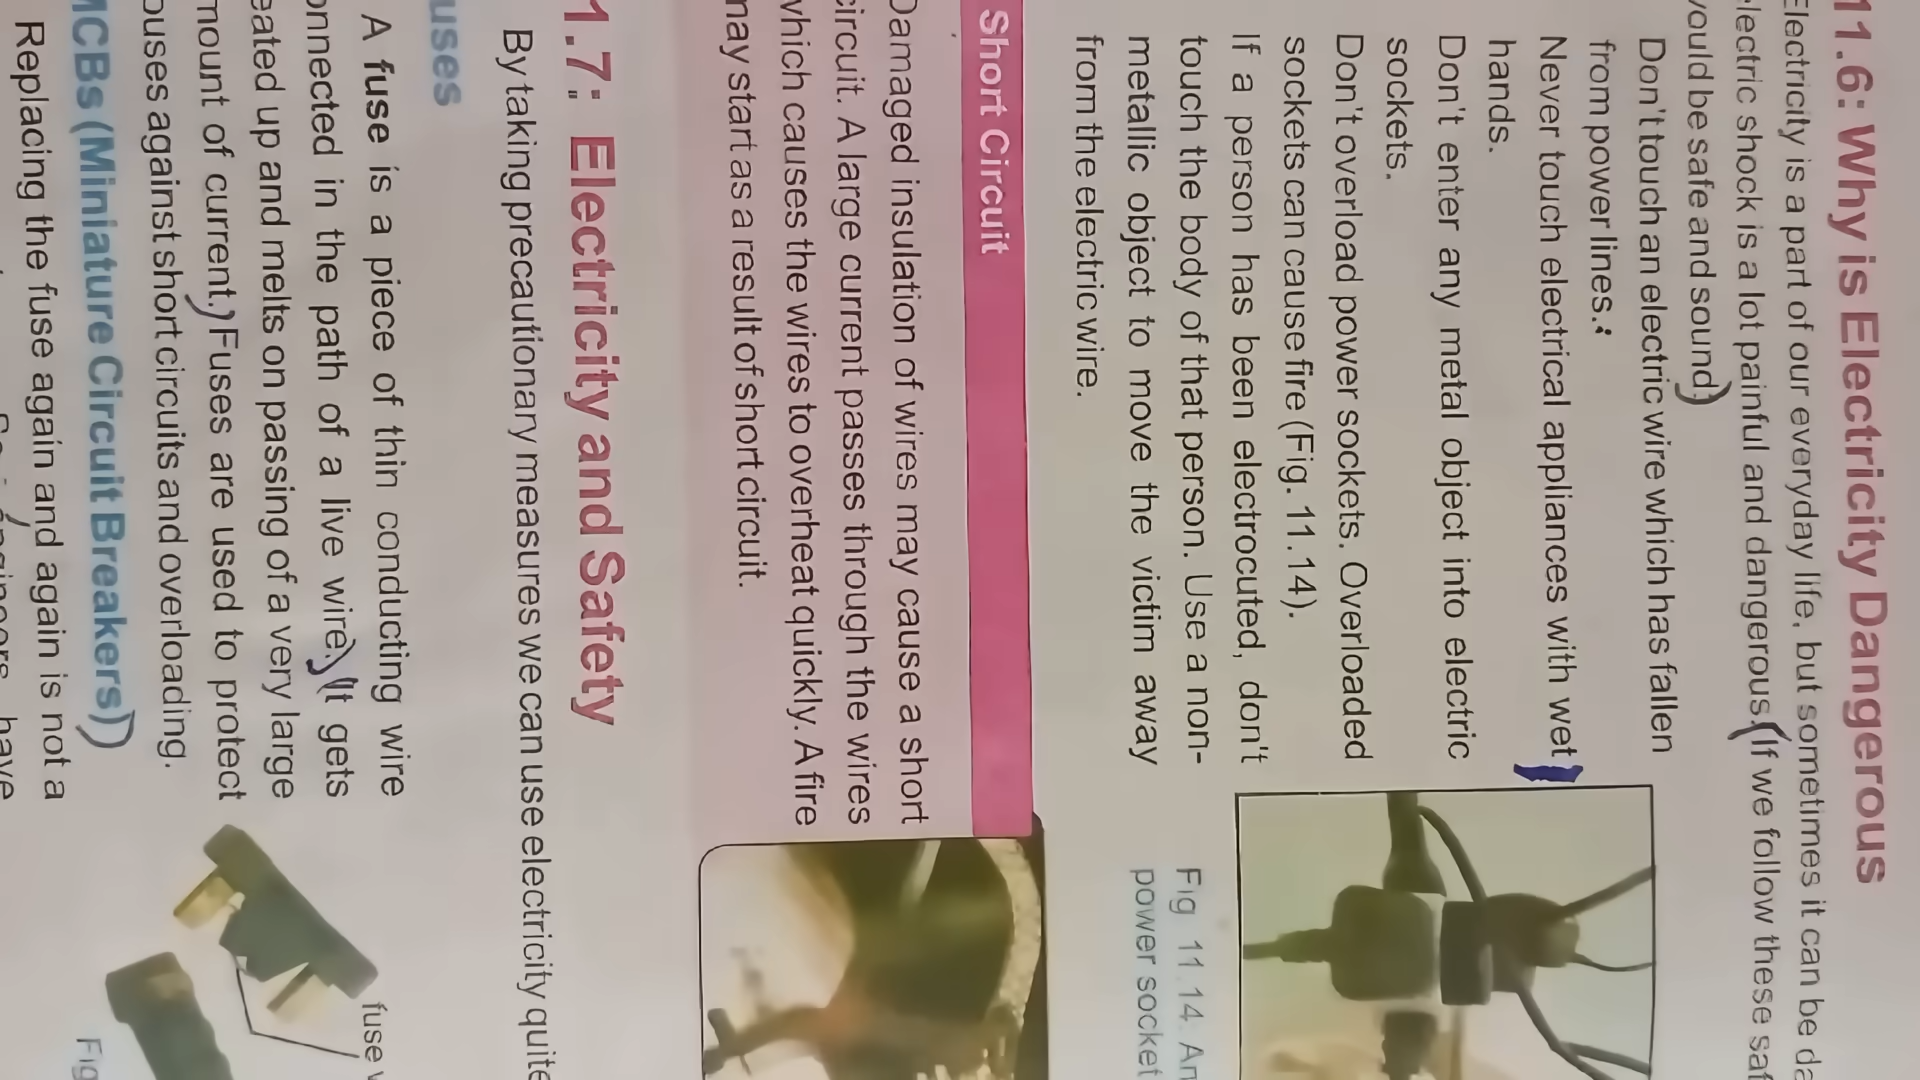 11.6: Why is Electricity Dangerous
Electricity is a part of our everyday life, but sometimes it can be da
electric shock is a lot painful and dangerous. If we follow these saf
would be safe and sound.
Don't touch an electric wire which has fallen
from power lines.
Never touch electrical appliances with wet
hands.
Don't enter any metal object into electric
sockets.
Don't overload power sockets. Overloaded
sockets can cause fire (Fig. 11.14).
If a person has been electrocuted, don't
touch the body of that person. Use a non-
metallic object to move the victim away
from the electric wire.
Fig 11.14: An
power socket
Short Circuit
Damaged insulation of wires may cause a short
circuit. A large current passes through the wires
which causes the wires to overheat quickly. A fire
may start as a result of short circuit.
1.7: Electricity and Safety
By taking precautionary measures we can use electricity quite
uses
A fuse is a piece of thin conducting wire
onnected in the path of a live wire. It gets
eated up and melts on passing of a very large
mount of current. Fuses are used to protect
ouses against short circuits and overloading.
fuse
MCBs (Miniature Circuit Breakers)
Fig
Replacing the fuse again and again is not a
have